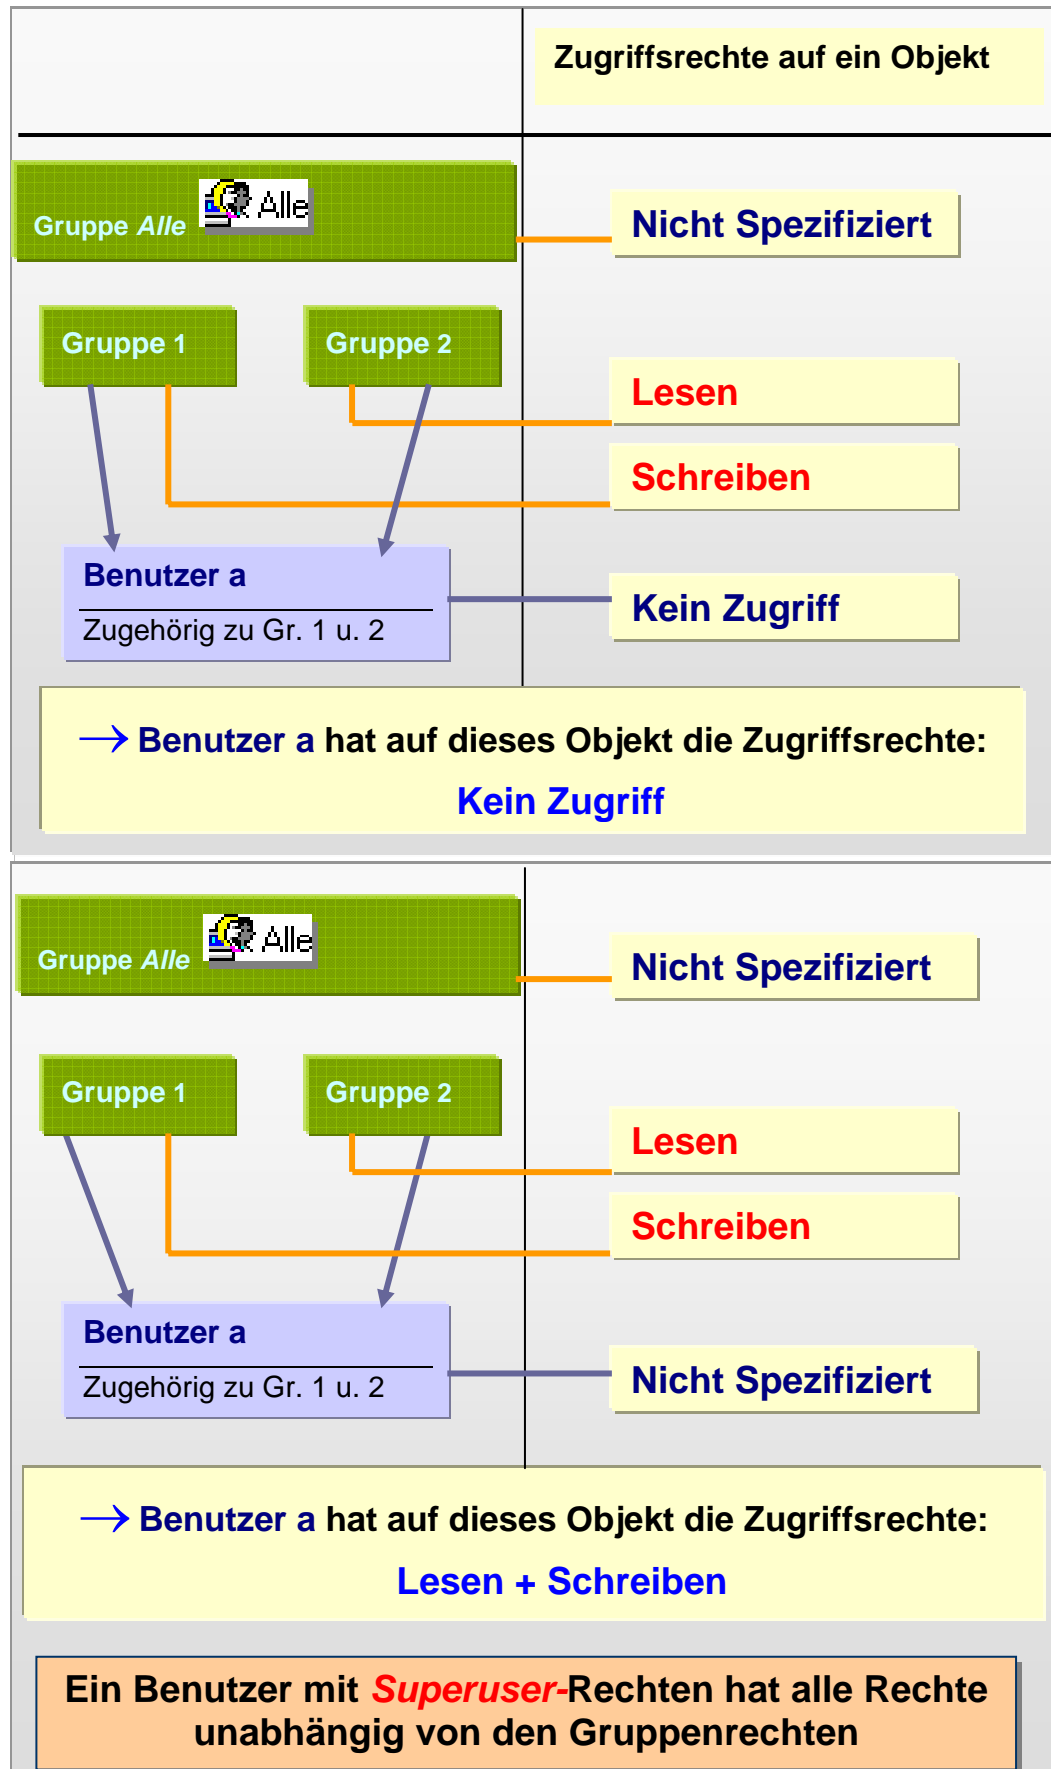 Zugriffsrechte auf ein Objekt
Gruppe Alle
Alle
Nicht Spezifiziert
Gruppe 1
Gruppe 2
Lesen
Schreiben
Benutzer a
Zugehörig zu Gr. 1 u. 2
Kein Zugriff
→ Benutzer a hat auf dieses Objekt die Zugriffsrechte:
Kein Zugriff
Gruppe Alle
Alle
Nicht Spezifiziert
Gruppe 1
Gruppe 2
Lesen
Schreiben
Benutzer a
Zugehörig zu Gr. 1 u. 2
Nicht Spezifiziert
→ Benutzer a hat auf dieses Objekt die Zugriffsrechte:
Lesen + Schreiben
Ein Benutzer mit Superuser-Rechten hat alle Rechte
unabhängig von den Gruppenrechten